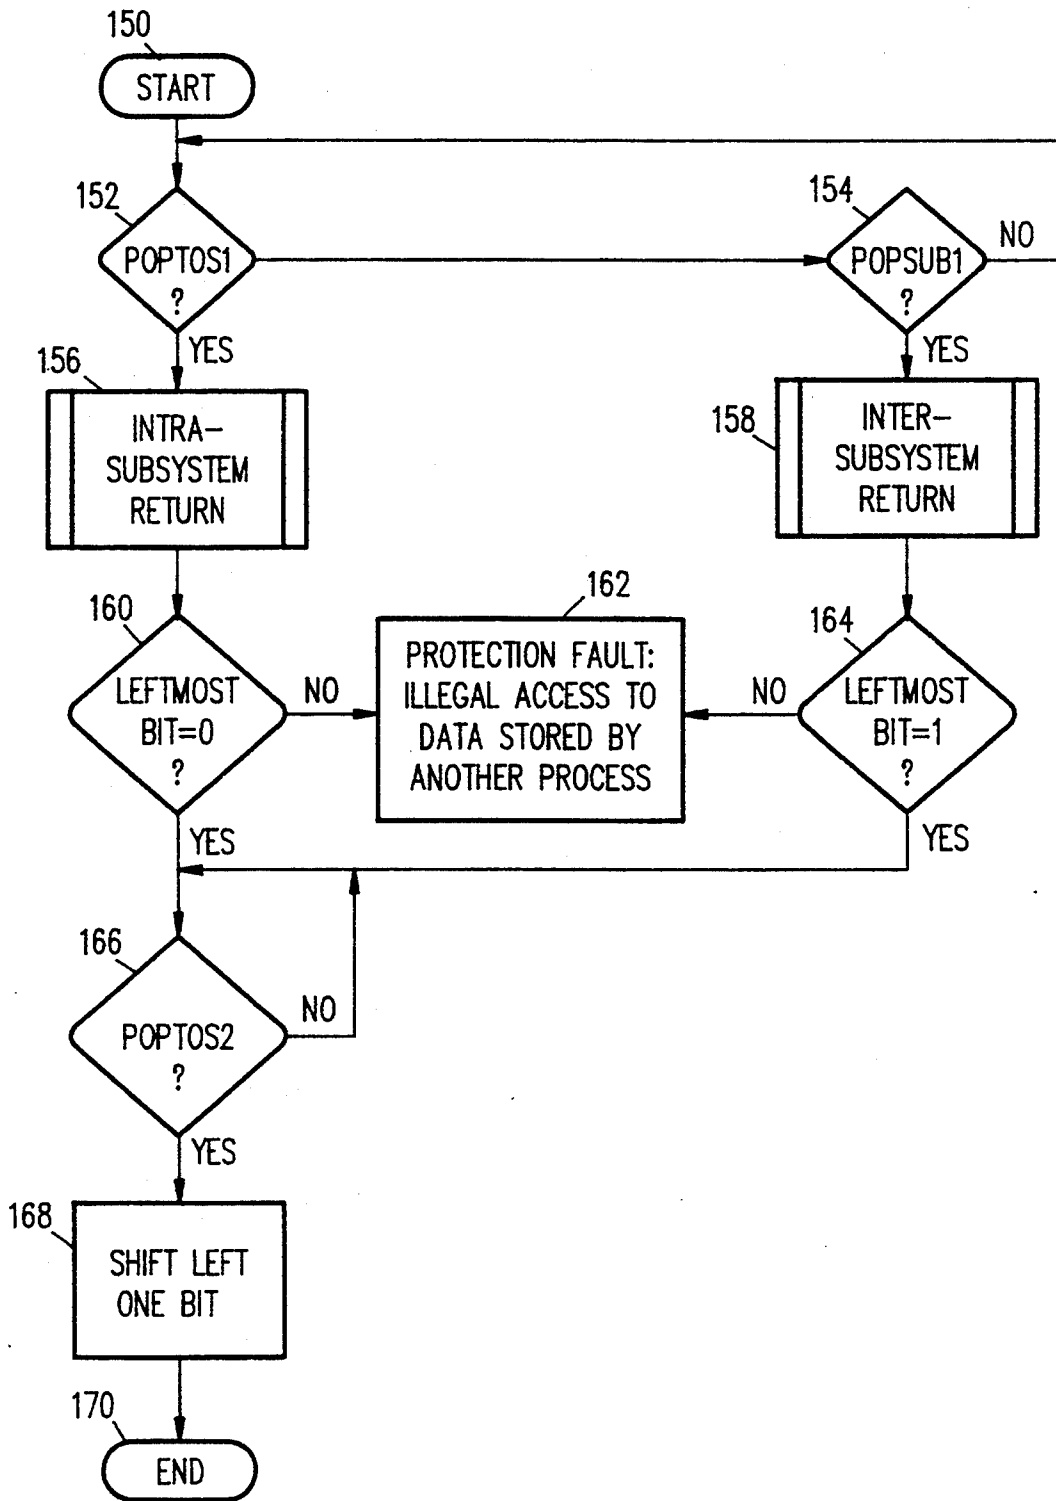 150
START
152
POPTOS1
?
YES
154
POPSUB1
?
NO
YES
156
INTRA-
SUBSYSTEM
RETURN
158
INTER-
SUBSYSTEM
RETURN
160
LEFTMOST
BIT=0
?
NO
YES
162
PROTECTION FAULT:
ILLEGAL ACCESS TO
DATA STORED BY
ANOTHER PROCESS
164
LEFTMOST
BIT=1
?
NO
YES
166
POPTOS2
?
NO
YES
168
SHIFT LEFT
ONE BIT
170
END